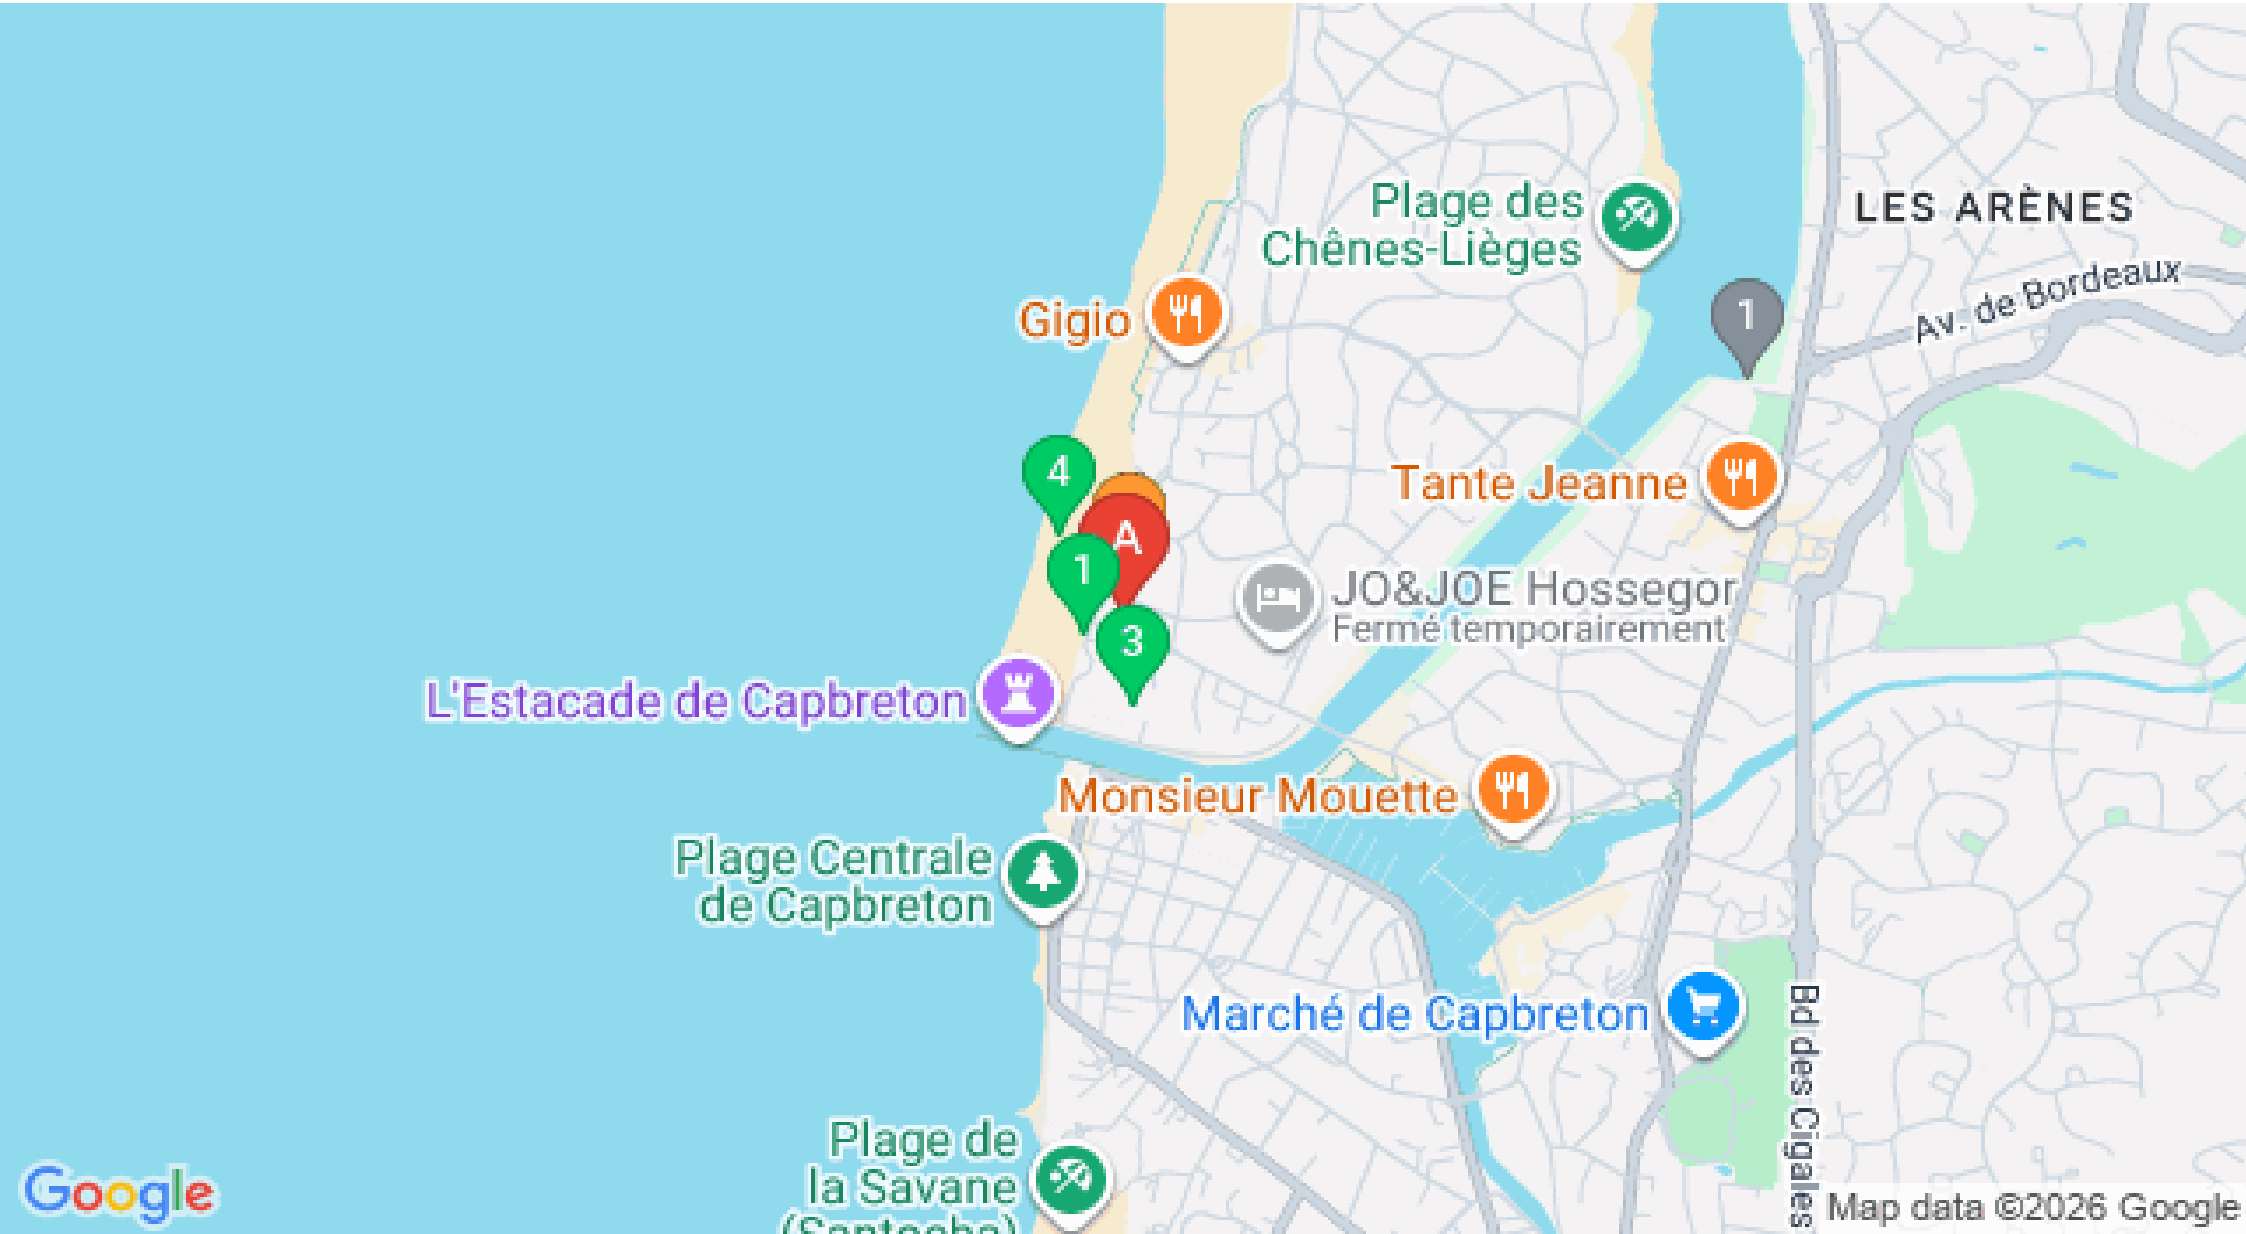 Plage des
Chênes-Lièges
LES ARÈNES
Av. de Bordeaux
1
Gigio
4
A
1
3
Tante Jeanne
JO&JOE Hossegor
Fermé temporairement
L'Estacade de Capbreton
Monsieur Mouette
Plage Centrale
de Capbreton
Marché de Capbreton
Bd des Cigales
Plage de
la Savane
(Santocha)
Google
Map data ©2026 Google